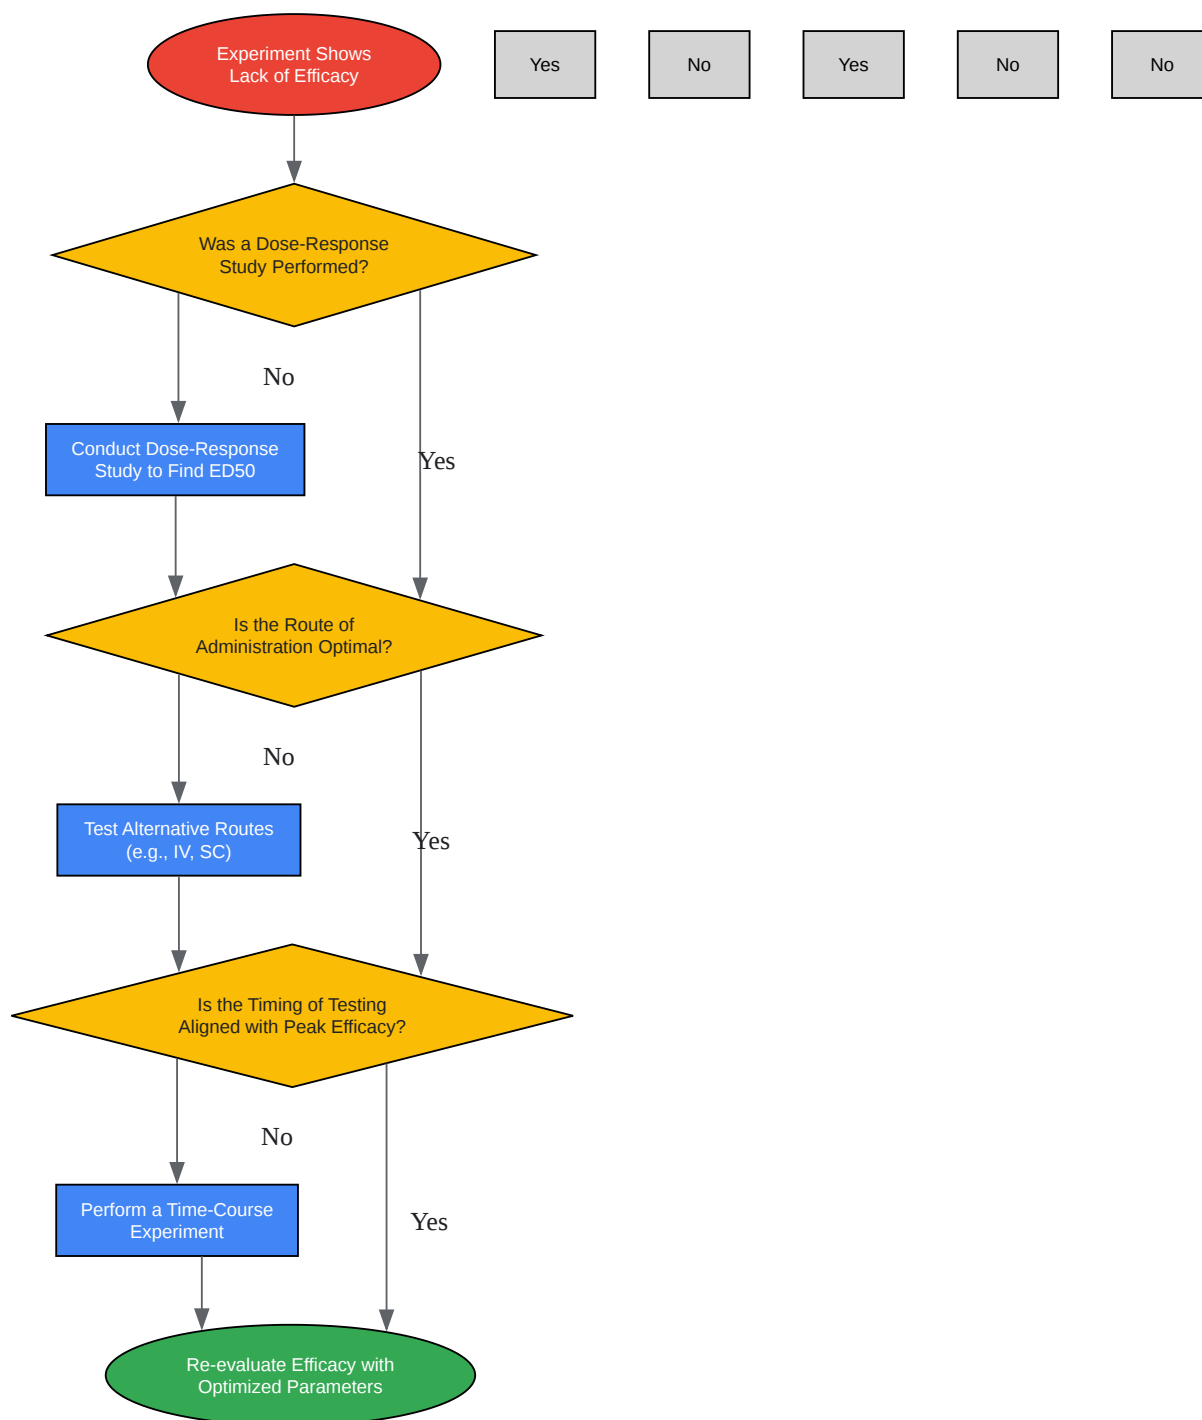 Experiment Shows
Lack of Efficacy
Yes
No
Yes
No
No
Was a Dose-Response
Study Performed?
No
Conduct Dose-Response
Study to Find ED50
Yes
Is the Route of
Administration Optimal?
No
Test Alternative Routes
(e.g., IV, SC)
Yes
Is the Timing of Testing
Aligned with Peak Efficacy?
No
Perform a Time-Course
Experiment
Yes
Re-evaluate Efficacy with
Optimized Parameters